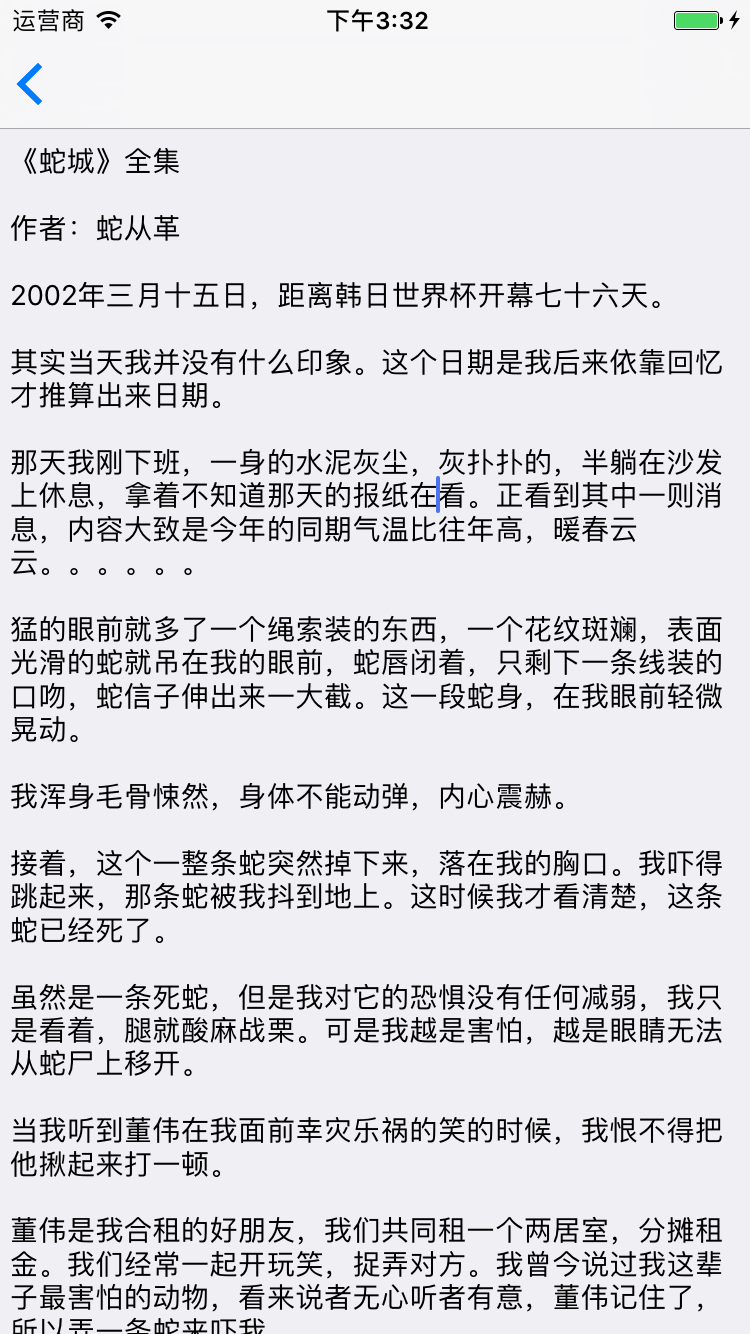 运营商 下午3:32
《蛇城》全集
作者：蛇从革
2002年三月十五日，距离韩日世界杯开幕七十六天。
其实当天我并没有什么印象。这个日期是我后来依靠回忆
才推算出来日期。
那天我刚下班，一身的水泥灰尘，灰扑扑的，半躺在沙发
上休息，拿着不知道那天的报纸在看。正看到其中一则消
息，内容大致是今年的同期气温比往年高，暖春云
云。。。。。。
猛的眼前就多了一个绳索装的东西，一个花纹斑斓，表面
光滑的蛇就吊在我的眼前，蛇唇闭着，只剩下一条线装的
口吻，蛇信子伸出来一大截。这一段蛇身，在我眼前轻微
晃动。
我浑身毛骨悚然，身体不能动弹，内心震赫。
接着，这个一整条蛇突然掉下来，落在我的胸口。我吓得
跳起来，那条蛇被我抖到地上。这时候我才看清楚，这条
蛇已经死了。
虽然是一条死蛇，但是我对它的恐惧没有任何减弱，我只
是看着，腿就酸麻战栗。可是我越是害怕，越是眼睛无法
从蛇尸上移开。
当我听到董伟在我面前幸灾乐祸的笑的时候，我恨不得把
他揪起来打一顿。
董伟是我合租的好朋友，我们共同租一个两居室，分摊租
金。我们经常一起开玩笑，捉弄对方。我曾今说过我这辈
子最害怕的动物，看来说者无心听者有意，董伟记住了，
所以弄一条蛇来吓我